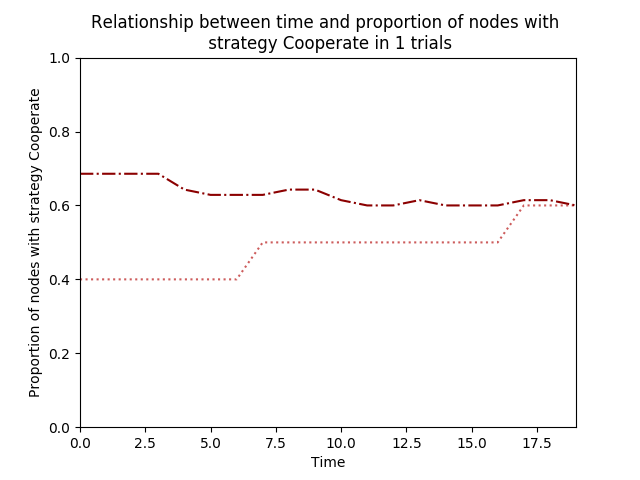 Relationship between time and proportion of nodes with
strategy Cooperate in 1 trials
Proportion of nodes with strategy Cooperate
1.0
0.8
0.6
0.4
0.2
0.0
0.0 2.5 5.0 7.5 10.0 12.5 15.0 17.5
Time